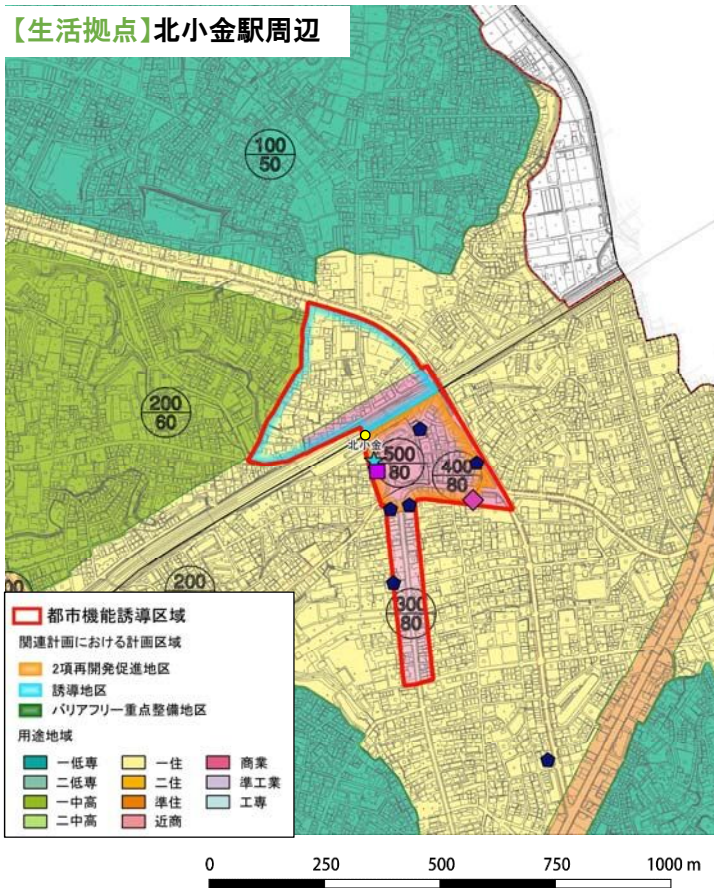 【生活拠点】北小金駅周辺
100
50
200
60
北小金
500
80
400
80
300
80
200
00
都市機能誘導区域
関連計画における計画区域
2項再開発促進地区
誘導地区
バリアフリー重点整備地区
用途地域
一低専 一住 商業
二低専 二住 準工業
一中高 準住 工専
二中高 近商
0 250 500 750 1000 m